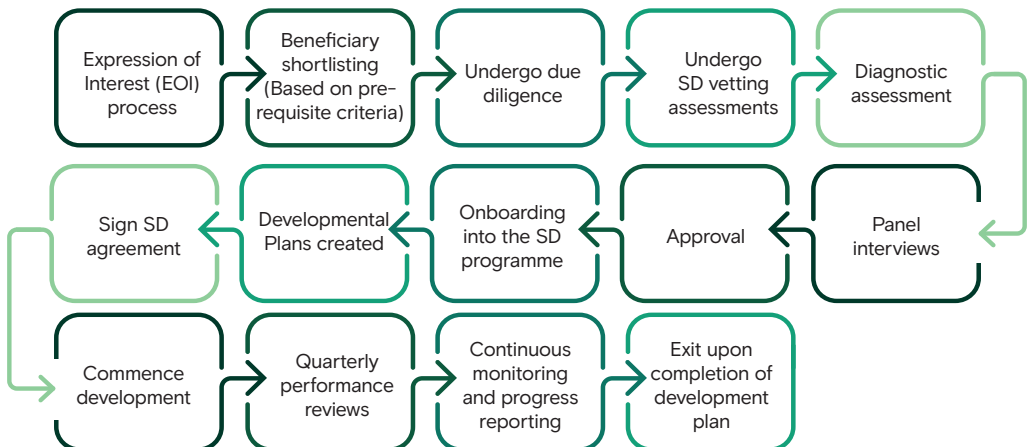 Expression of
Interest (EOI)
process
Beneficiary
shortlisting
(Based on pre-
requisite criteria)
Undergo due
diligence
Undergo
SD vetting
assessments
Diagnostic
assessment
Panel
interviews
Approval
Onboarding
into the SD
programme
Developmental
Plans created
Sign SD
agreement
Commence
development
Quarterly
performance
reviews
Continuous
monitoring
and progress
reporting
Exit upon
completion of
development
plan